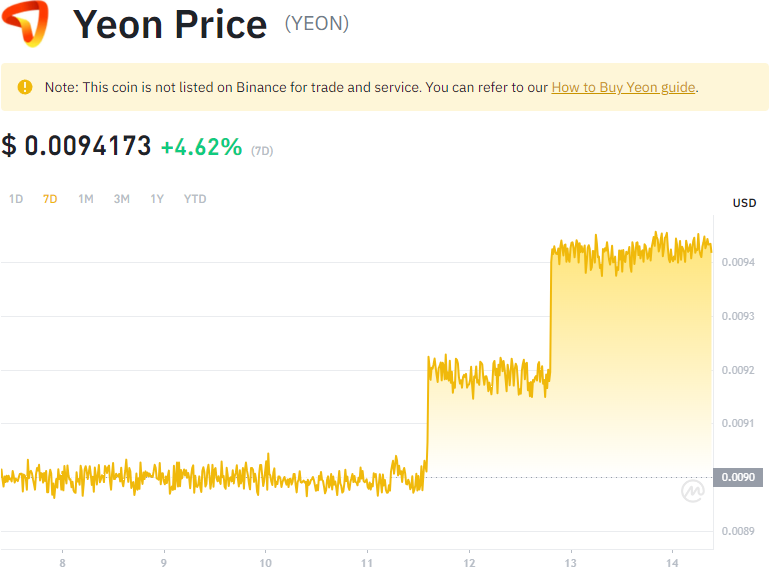 Yeon Price (YEON)
Note: This coin is not listed on Binance for trade and service. You can refer to our How to Buy Yeon guide.
$ 0.0094173 +4.62% (7D)
1D 7D 1M 3M 1Y YTD
USD
0.0094
0.0093
0.0092
0.0091
0.0090
0.0089
8 9 10 11 12 13 14